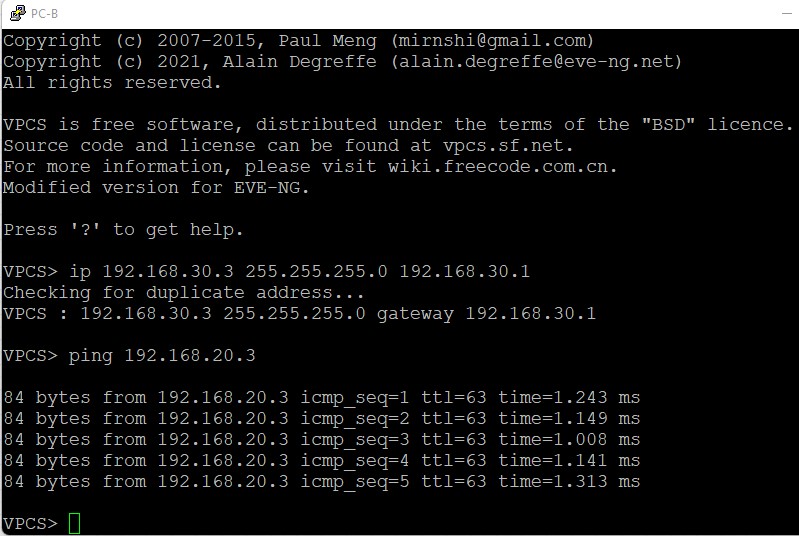 PC-B
Copyright (c) 2007-2015, Paul Meng (mirnshi@gmail.com)
Copyright (c) 2021, Alain Degreffe (alain.degreffe@eve-ng.net)
All rights reserved.
VPCS is free software, distributed under the terms of the "BSD" licence.
Source code and license can be found at vpcs.sf.net.
For more information, please visit wiki.freecode.com.cn.
Modified version for EVE-NG.
Press '?' to get help.
VPCS> ip 192.168.30.3 255.255.255.0 192.168.30.1
Checking for duplicate address...
VPCS : 192.168.30.3 255.255.255.0 gateway 192.168.30.1
VPCS> ping 192.168.20.3
84 bytes from 192.168.20.3 icmp_seq=1 ttl=63 time=1.243 ms
84 bytes from 192.168.20.3 icmp_seq=2 ttl=63 time=1.149 ms
84 bytes from 192.168.20.3 icmp_seq=3 ttl=63 time=1.008 ms
84 bytes from 192.168.20.3 icmp_seq=4 ttl=63 time=1.141 ms
84 bytes from 192.168.20.3 icmp_seq=5 ttl=63 time=1.313 ms
VPCS>